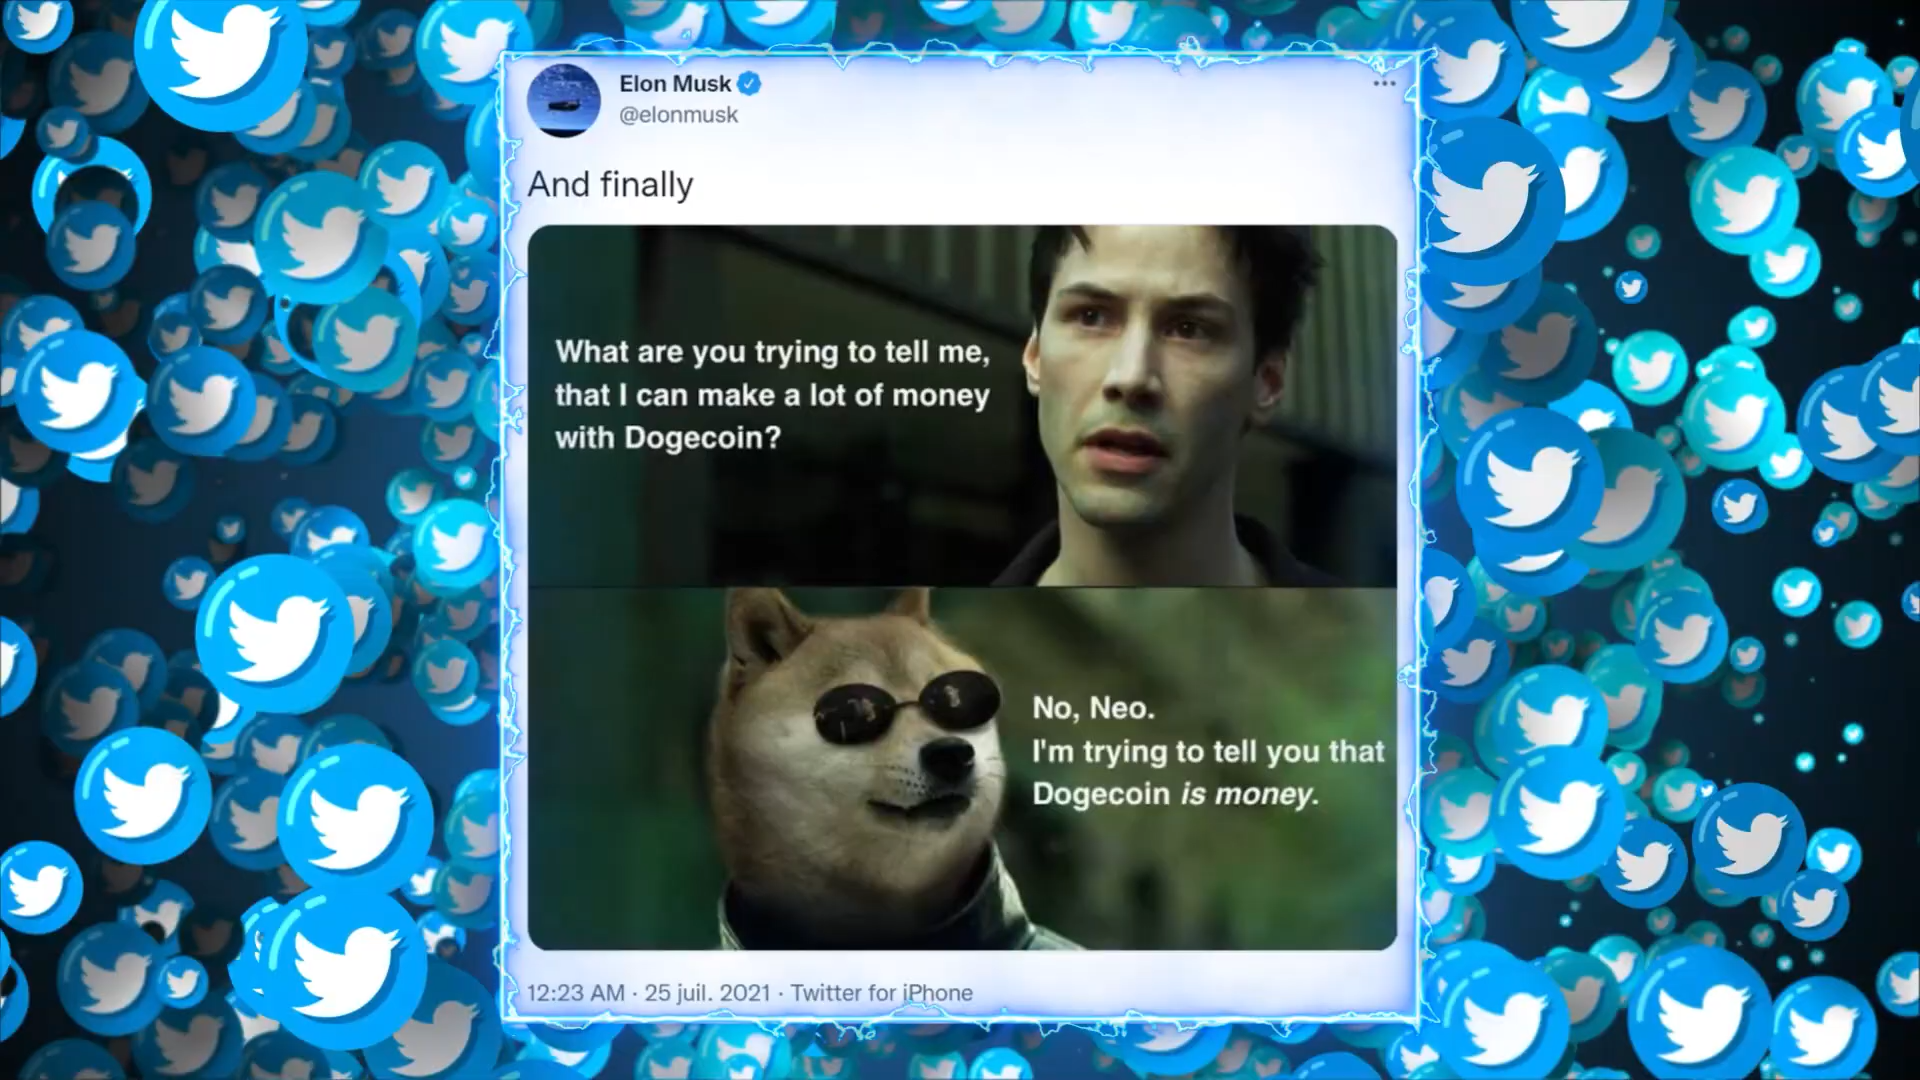 Elon Musk
@elonmusk
And finally
What are you trying to tell me,
that I can make a lot of money
with Dogecoin?
No, Neo.
I'm trying to tell you that
Dogecoin is money.
12:23 AM · 25 juil. 2021 · Twitter for iPhone